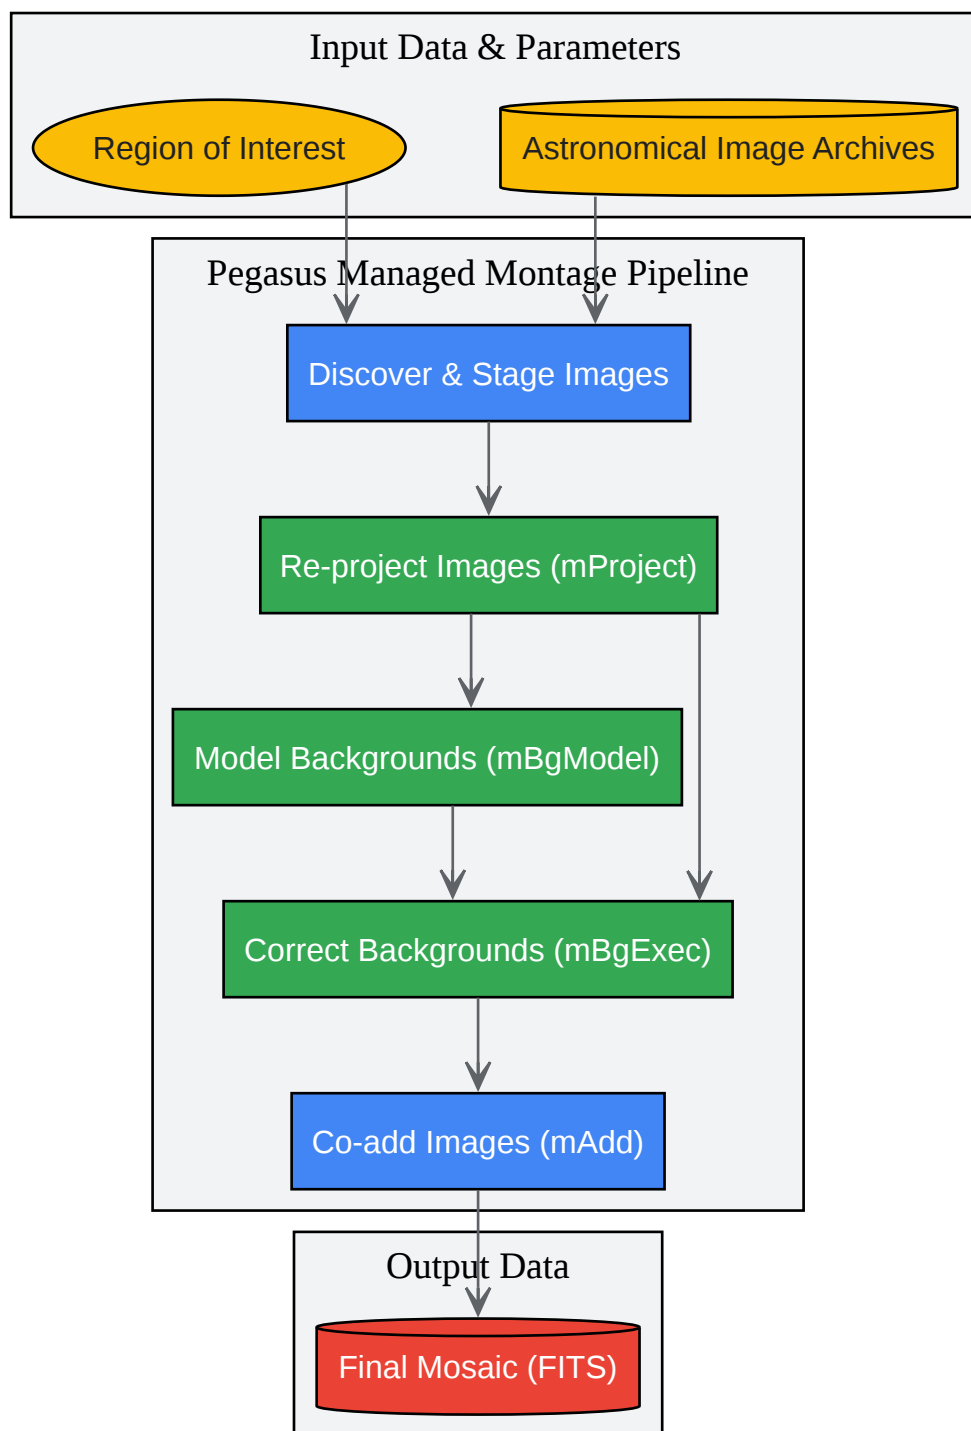 Input Data & Parameters
Region of Interest
Astronomical Image Archives
Pegasus Managed Montage Pipeline
Discover & Stage Images
Re-project Images (mProject)
Model Backgrounds (mBgModel)
Correct Backgrounds (mBgExec)
Co-add Images (mAdd)
Output Data
Final Mosaic (FITS)